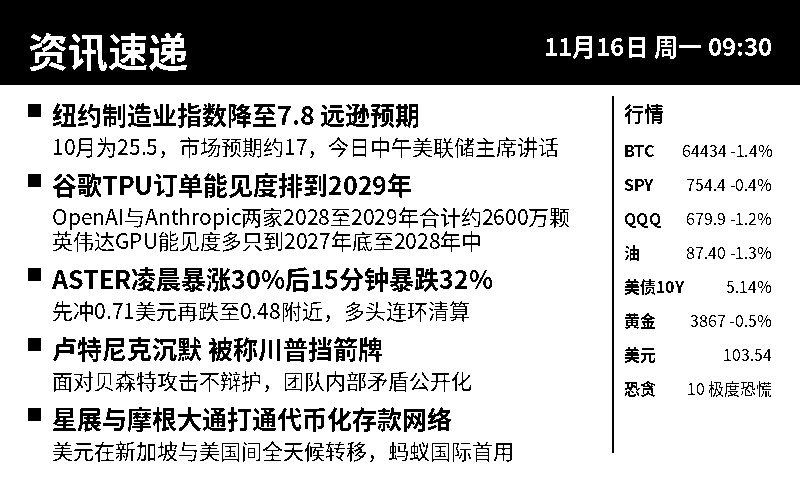 资讯速递
11月16日 周一 09:30
纽约制造业指数降至7.8 远逊预期
10月为25.5，市场预期约17，今日中午美联储主席讲话
谷歌TPU订单能见度排到2029年
OpenAI与Anthropic两家2028至2029年合计约2600万颗
英伟达GPU能见度多只到2027年底至2028年中
ASTER凌晨暴涨30%后15分钟暴跌32%
先冲0.71美元再跌至0.48附近，多头连环清算
卢特尼克沉默 被称川普挡箭牌
面对贝森特攻击不辩护，团队内部矛盾公开化
星展与摩根大通打通代币化存款网络
美元在新加坡与美国间全天候转移，蚂蚁国际首用
行情
BTC 64434 -1.4%
SPY 754.4 -0.4%
QQQ 679.9 -1.2%
油 87.40 -1.3%
美债10Y 5.14%
黄金 3867 -0.5%
美元 103.54
恐贪 10 极度恐慌